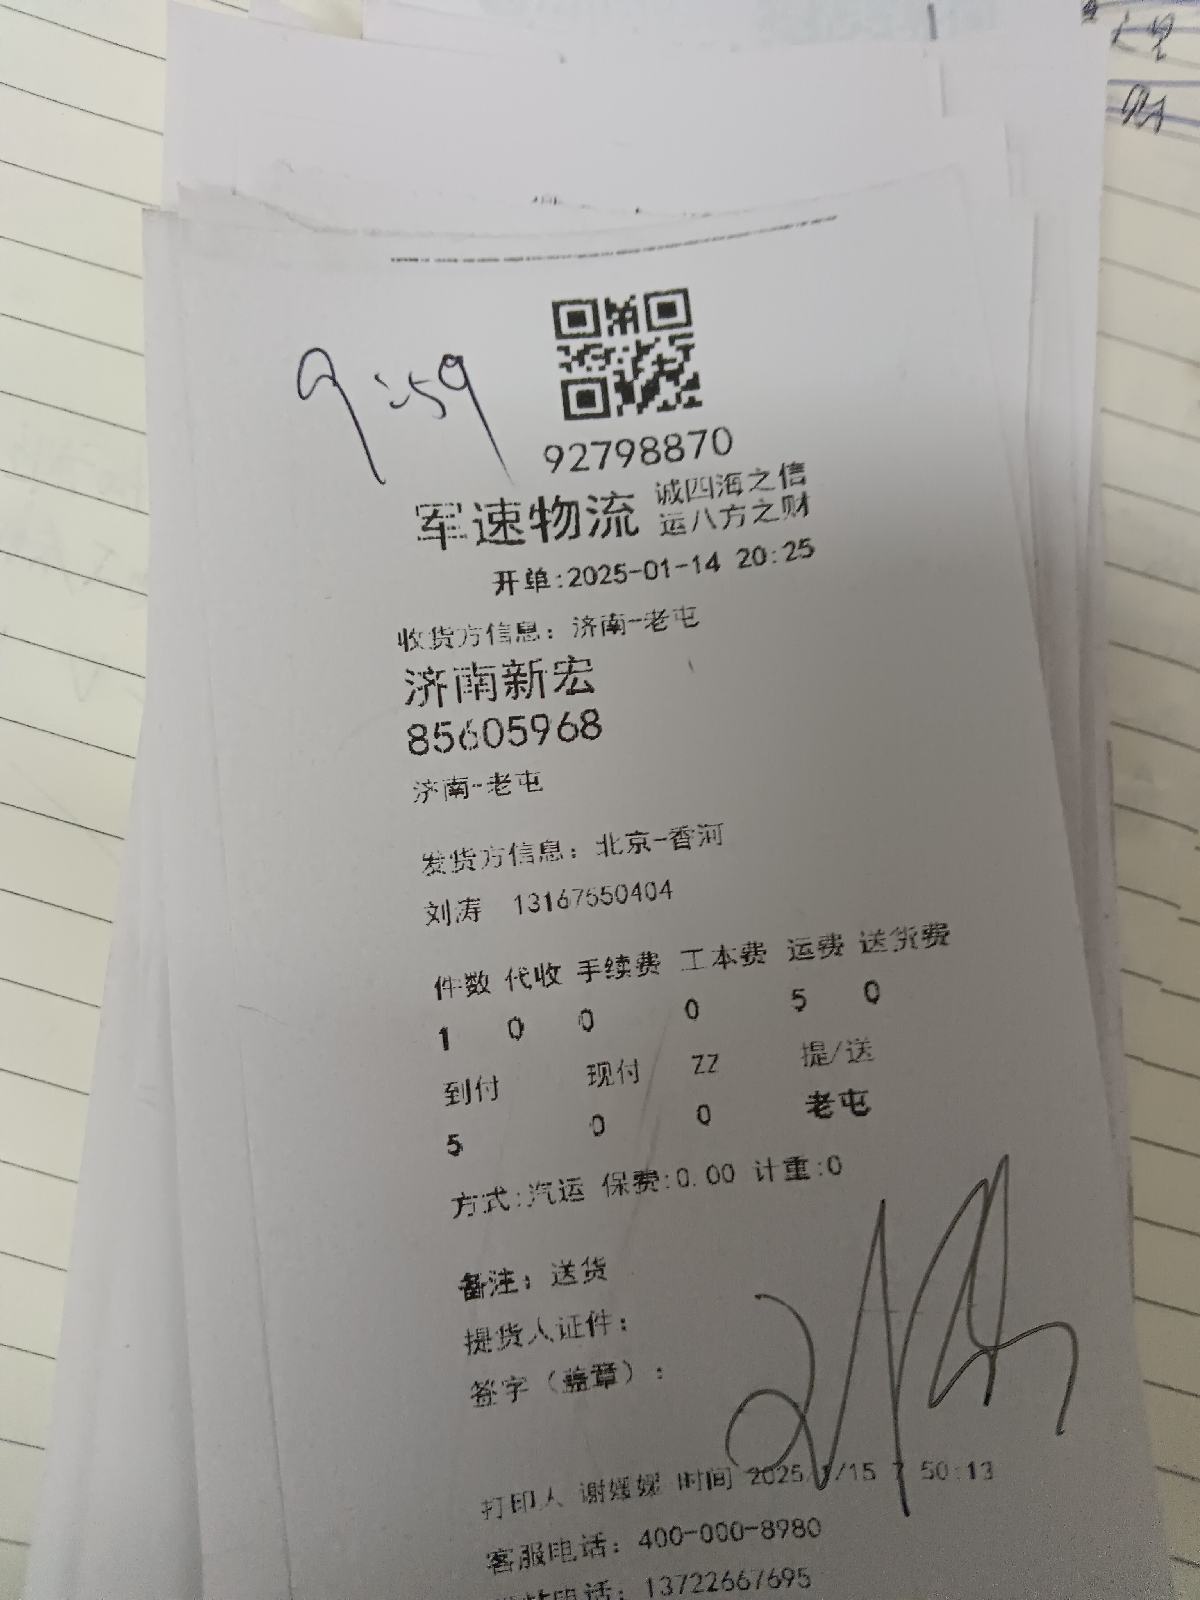 9:59
92798870
军速物流 诚四海之信
运八方之财
开单:2025-01-14 20:25
收货方信息: 济南-老屯
济南新宏
85605968
济南-老屯
发货方信息: 北京-香河
刘涛 13167550404
件数 代收 手续费 工本费 运费 送货费
1 0 0 0 5 0
到付 现付 ZZ 提/送
5 0 0 老屯
方式:汽运 保费:0.00 计重:0
备注: 送货
提货人证件:
签字(盖章):
打印人 谢媛媛 时间 2025/1/15 7:50:13
客服电话: 400-000-8980
电话: 13722667695